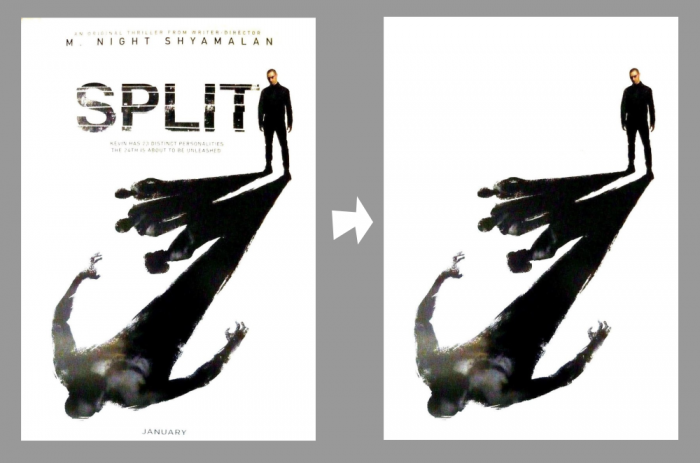 AN ORIGINAL THRILLER FROM WRITER-DIRECTOR
M. NIGHT SHYAMALAN
SPLIT
KEVIN HAS 23 DISTINCT PERSONALITIES.
THE 24TH IS ABOUT TO BE UNLEASHED.
JANUARY